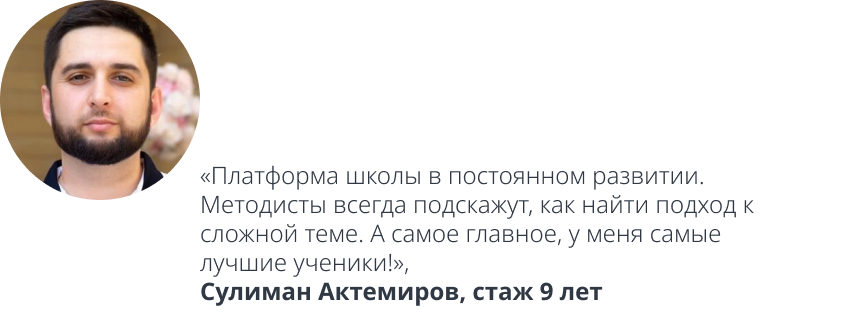 «Платформа школы в постоянном развитии.
Методисты всегда подскажут, как найти подход к
сложной теме. А самое главное, у меня самые
лучшие ученики!»,
Сулиман Актемиров, стаж 9 лет